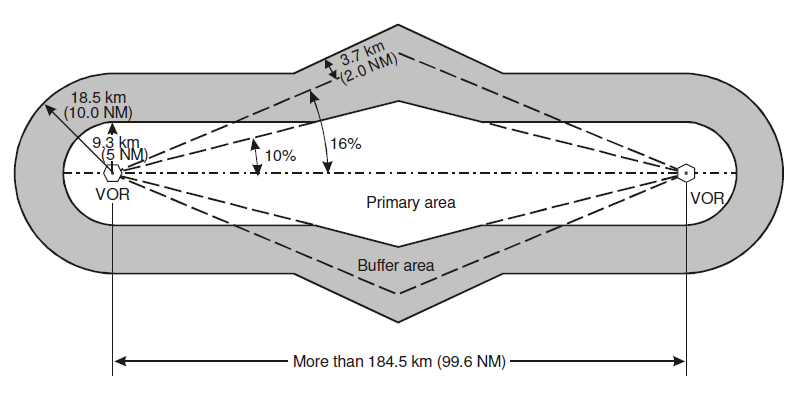 3.7 km
(2.0 NM)
18.5 km
(10.0 NM)
9.3 km
(5 NM)
10%
16%
VOR
VOR
Primary area
Buffer area
More than 184.5 km (99.6 NM)